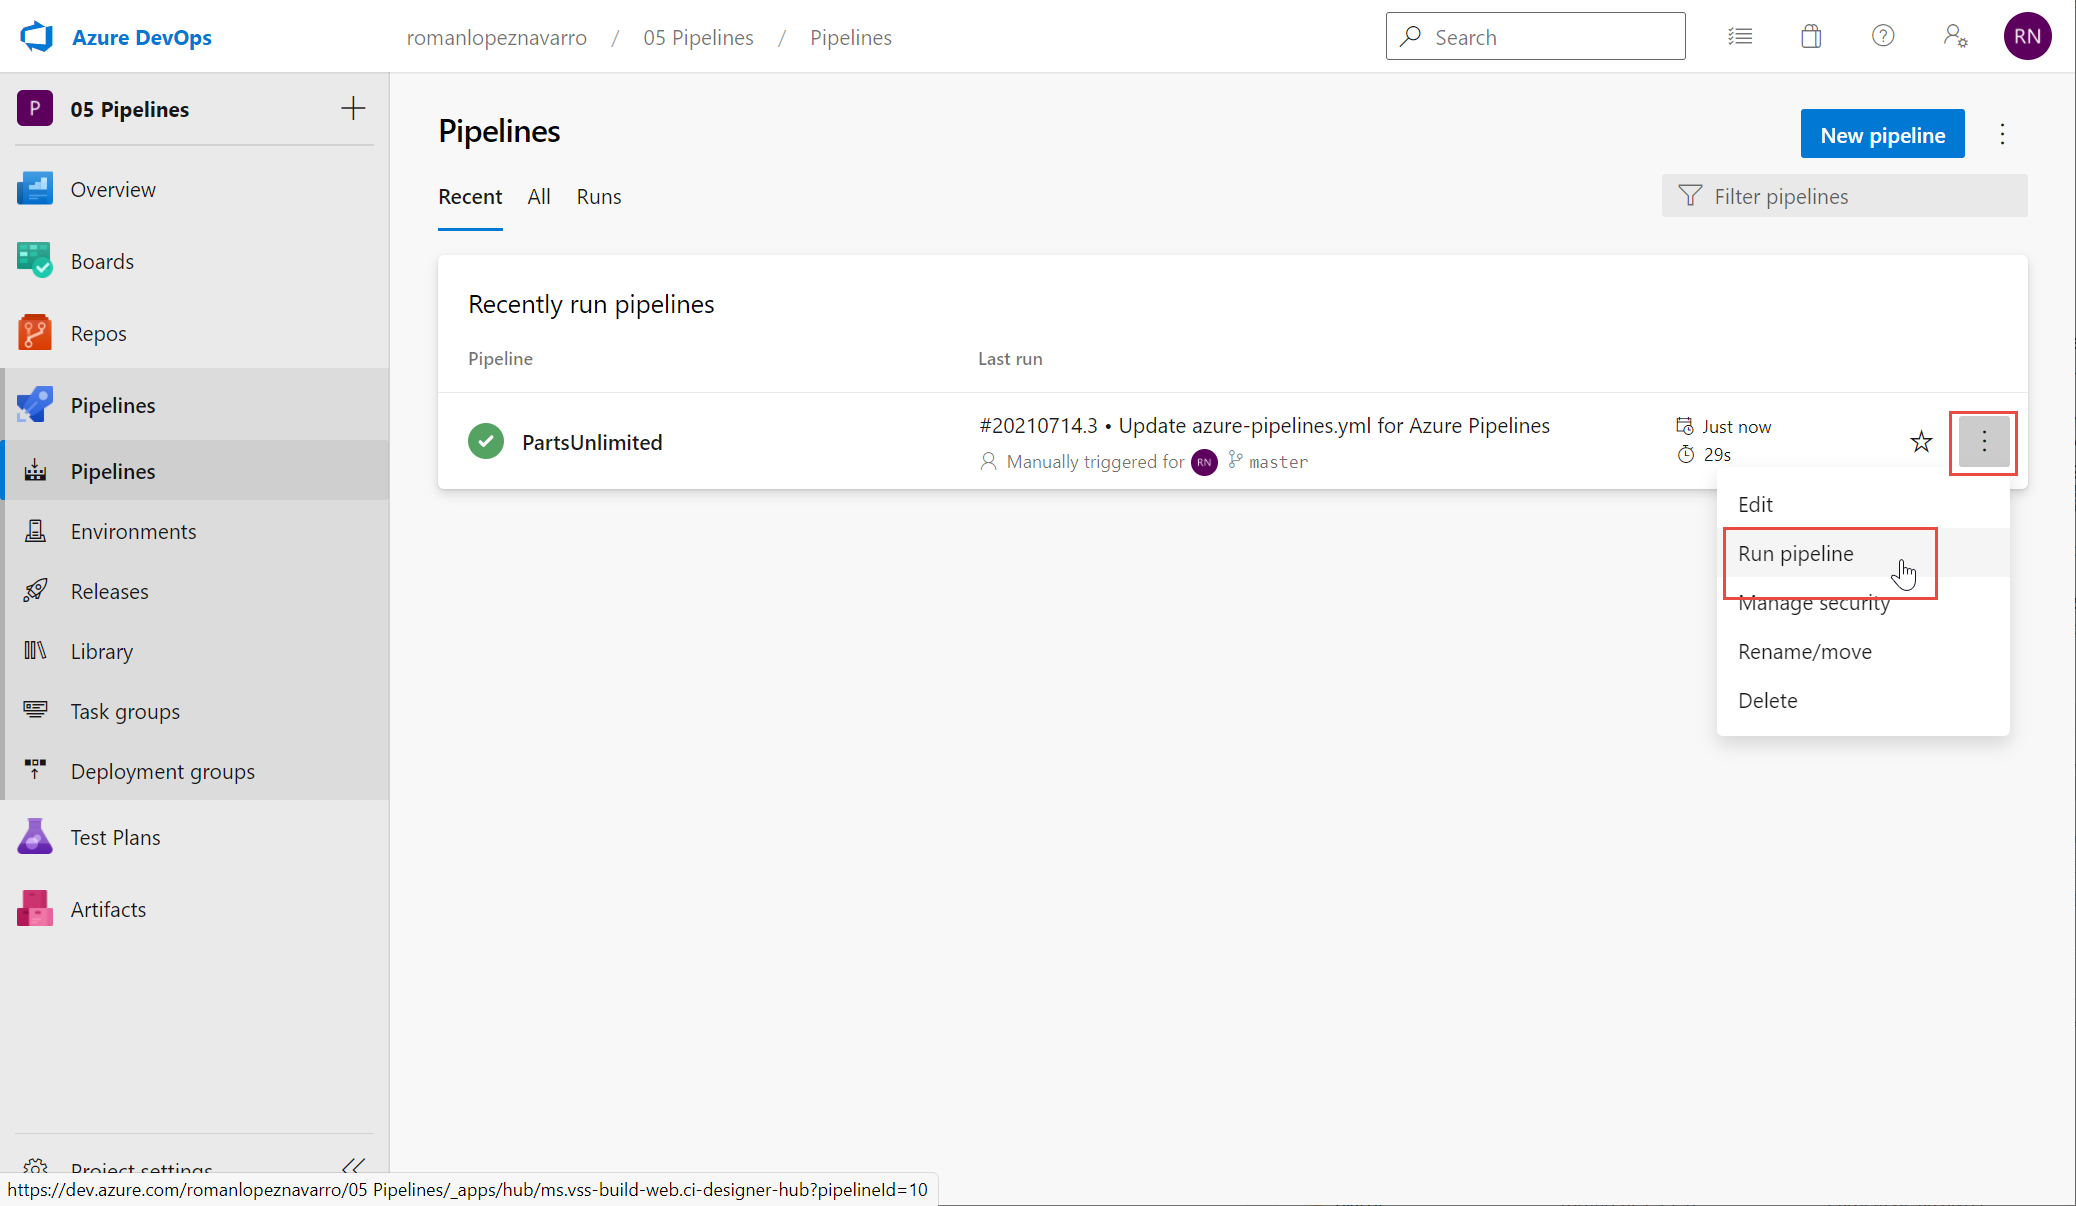 Azure DevOps
romanlopeznavarro / 05 Pipelines / Pipelines
Search
RN
P
05 Pipelines
Overview
Boards
Repos
Pipelines
Pipelines
Environments
Releases
Library
Task groups
Deployment groups
Test Plans
Artifacts
Project settings
Pipelines
New pipeline
Recent All Runs
Filter pipelines
Recently run pipelines
Pipeline Last run
PartsUnlimited
#20210714.3 • Update azure-pipelines.yml for Azure Pipelines
Manually triggered for RN master
Just now
29s
Edit
Run pipeline
Manage security
Rename/move
Delete
https://dev.azure.com/romanlopeznavarro/05 Pipelines/_apps/hub/ms.vss-build-web.ci-designer-hub?pipelineId=10